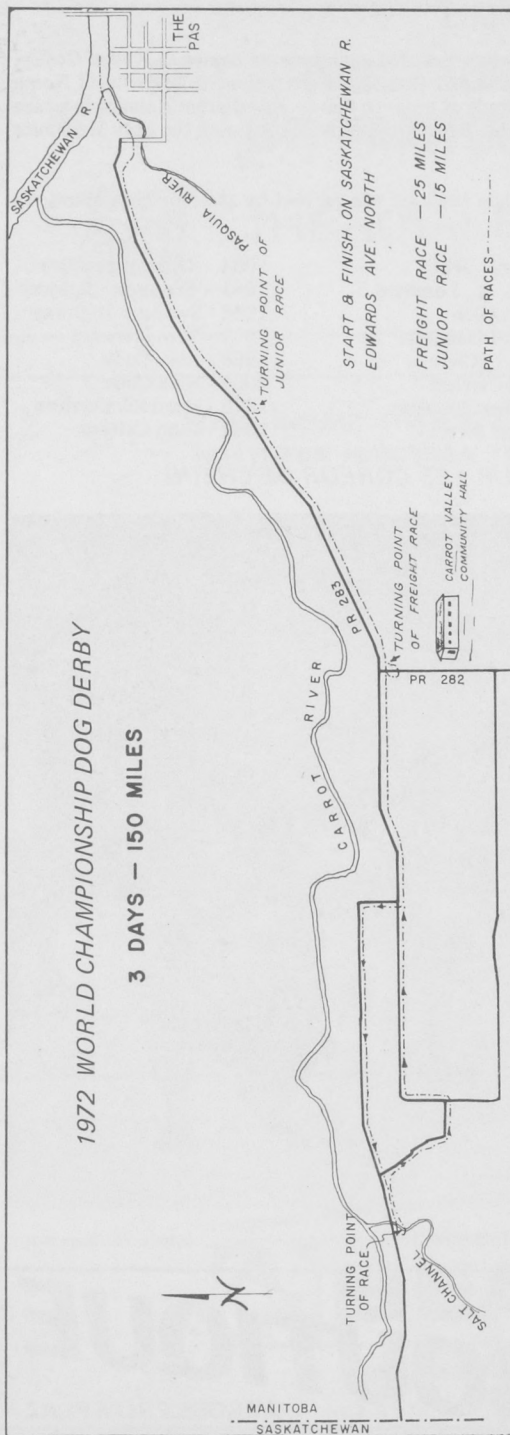 1972 WORLD CHAMPIONSHIP DOG DERBY
3 DAYS — 150 MILES
SASKATCHEWAN R.
THE
PAS
PASQUIA RIVER
TURNING POINT OF
JUNIOR RACE
START & FINISH ON SASKATCHEWAN R.
EDWARDS AVE. NORTH
FREIGHT RACE — 25 MILES
JUNIOR RACE — 15 MILES
PATH OF RACES
CARROT RIVER
PR 283
TURNING POINT
OF FREIGHT RACE
CARROT VALLEY
COMMUNITY HALL
PR 282
N
TURNING POINT
OF RACE
SALT CHANNEL
MANITOBA
SASKATCHEWAN